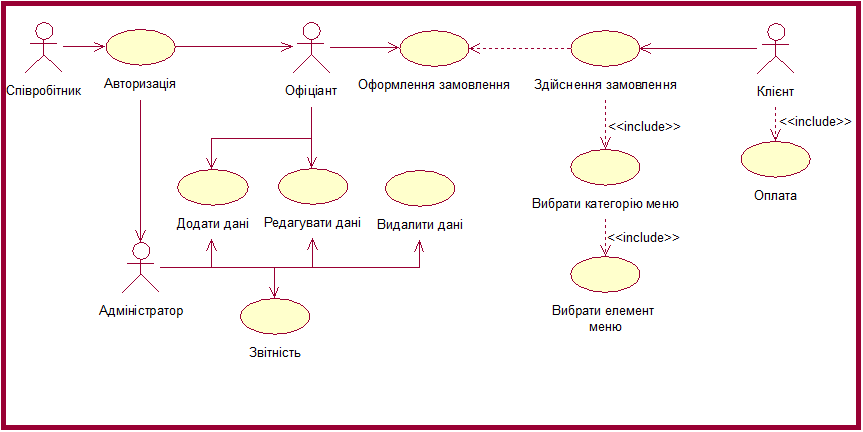 Співробітник
Авторизація
Офіціант
Оформлення замовлення
Здійснення замовлення
Клієнт
<<include>>
<<include>>
Додати дані
Редагувати дані
Видалити дані
Вибрати категорію меню
Оплата
<<include>>
Адміністратор
Вибрати елемент
меню
Звітність